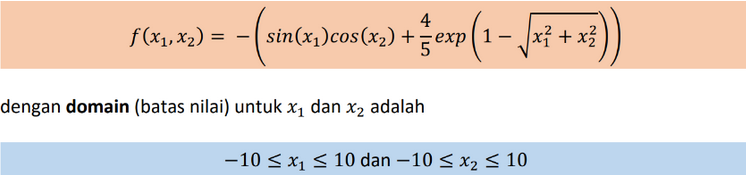 f(x₁, x₂) = −(sin(x₁)cos(x₂) + 4/5 exp(1 − √(x₁² + x₂²)))
dengan domain (batas nilai) untuk x₁ dan x₂ adalah
−10 ≤ x₁ ≤ 10 dan −10 ≤ x₂ ≤ 10